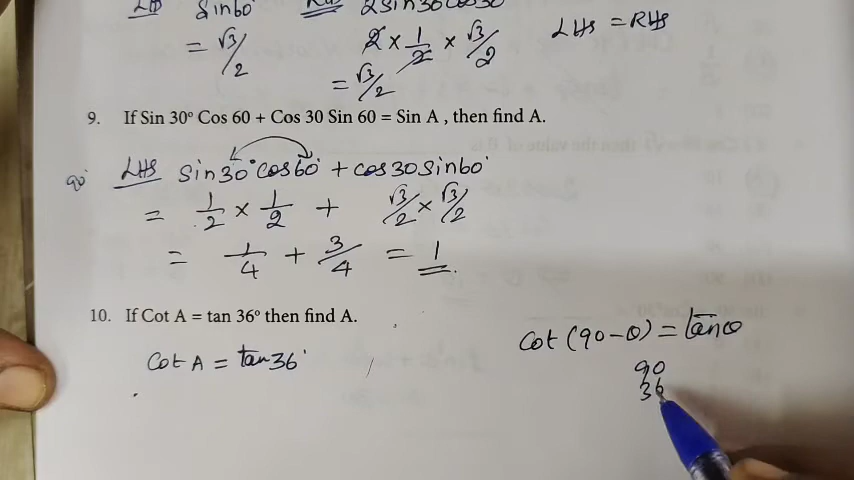 LHS Sin60 RHS 2sin30cos30
= √3/2 2 × 1/2 × √3/2 LHS = RHS
= √3/2
9. If Sin 30° Cos 60 + Cos 30 Sin 60 = Sin A , then find A.
90° LHS Sin30° cos60° + cos30sin60°
= 1/2 × 1/2 + √3/2 × √3/2
= 1/4 + 3/4 = 1
10. If Cot A = tan 36° then find A.
Cot A = tan36° Cot (90-θ) = tanθ
90
36